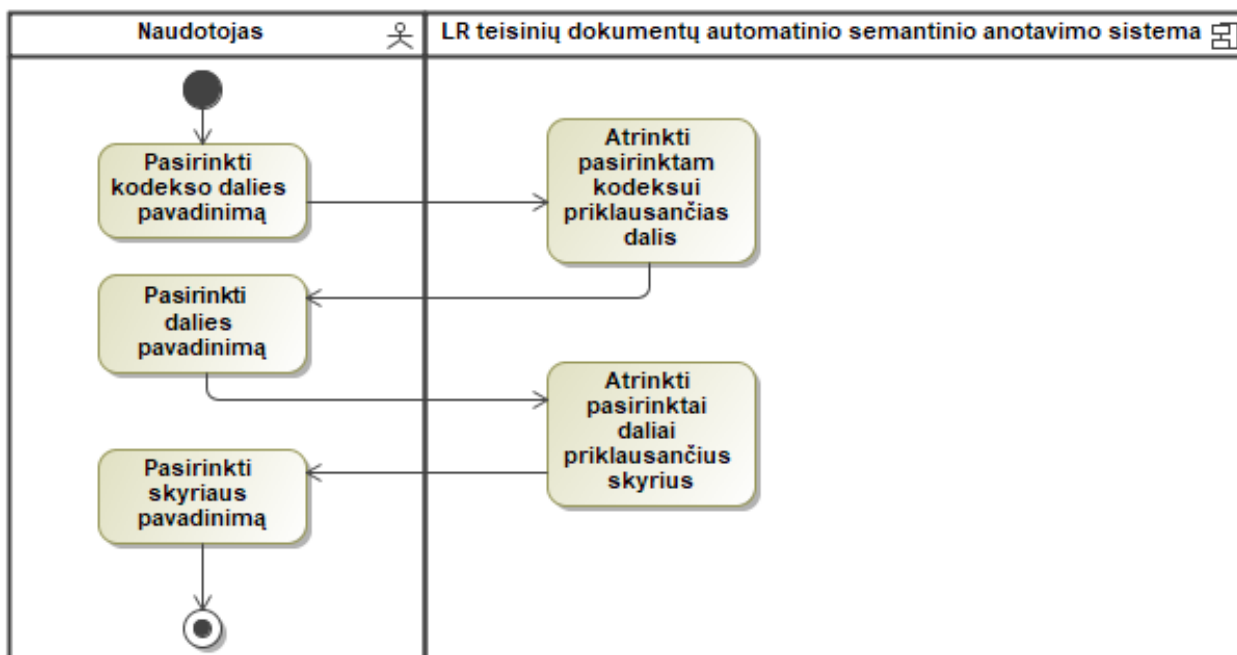 Naudotojas
LR teisinių dokumentų automatinio semantinio anotavimo sistema
Pasirinkti
kodekso dalies
pavadinimą
Atrinkti
pasirinktam
kodeksui
priklausančias
dalis
Pasirinkti
dalies
pavadinimą
Atrinkti
pasirinktai
daliai
priklausančius
skyrius
Pasirinkti
skyriaus
pavadinimą